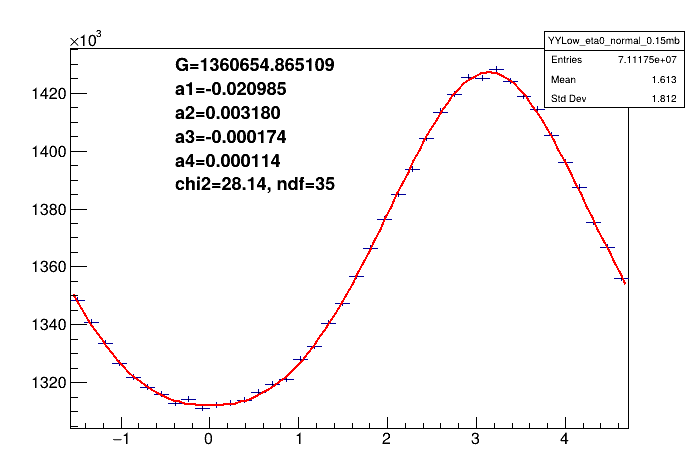 ×10³
YYLow_eta0_normal_0.15mb
Entries 7.11175e+07
Mean 1.613
Std Dev 1.812
G=1360654.865109
a1=-0.020985
a2=0.003180
a3=-0.000174
a4=0.000114
chi2=28.14, ndf=35
1420
1400
1380
1360
1340
1320
−1 0 1 2 3 4